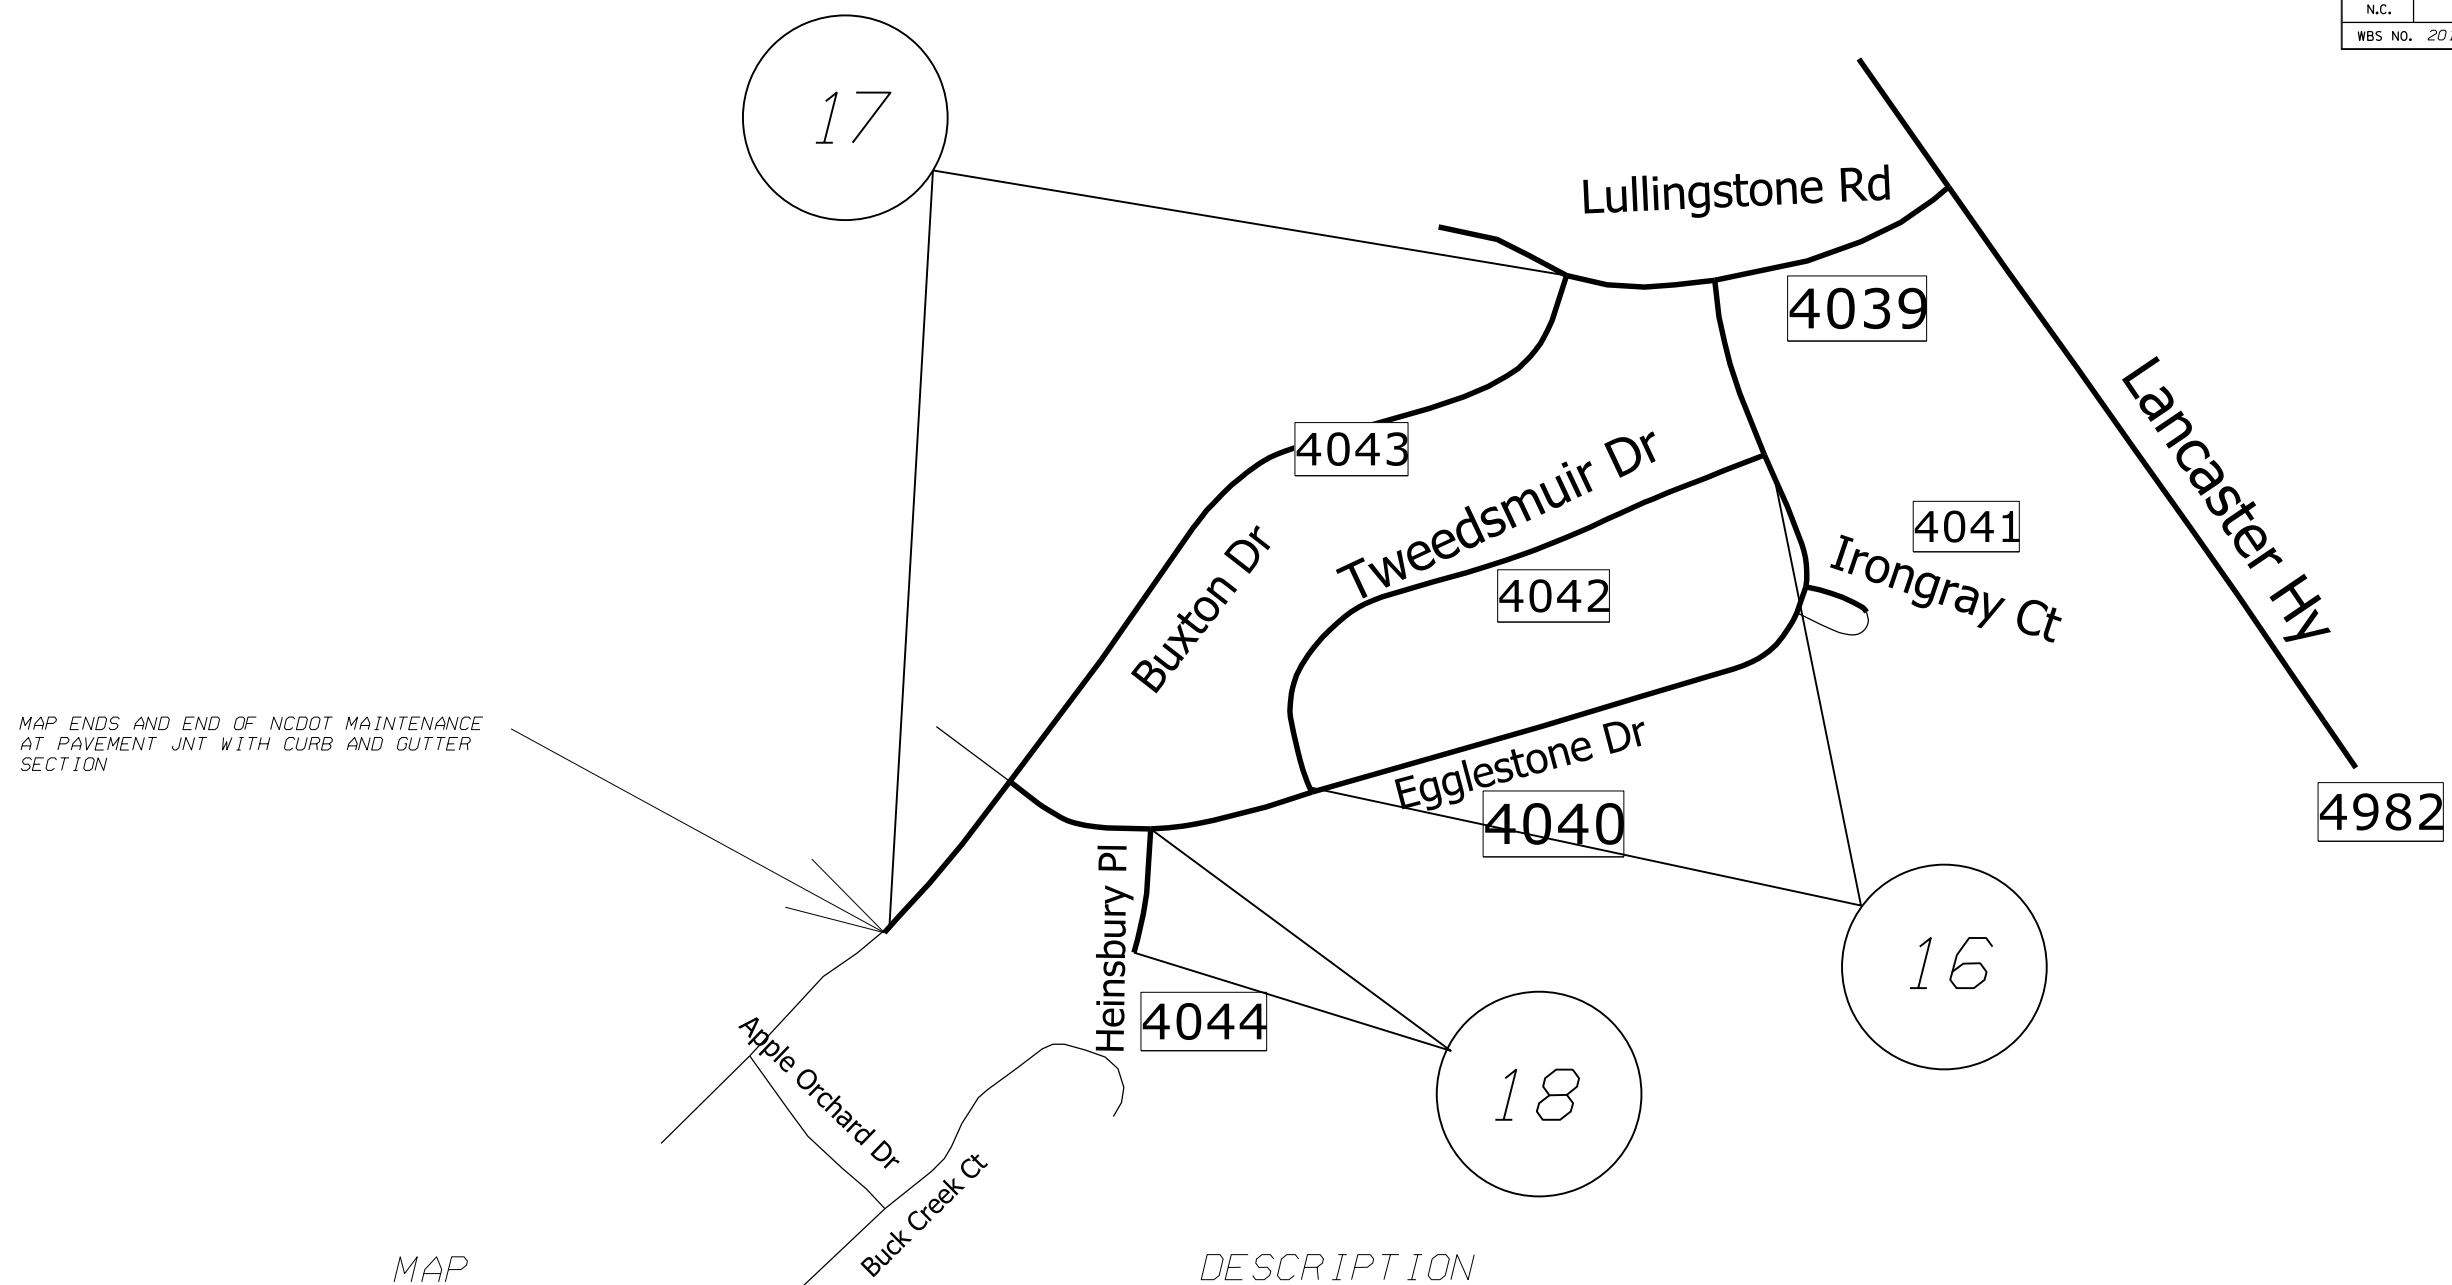 N.C.
WBS NO. 201
17
Lullingstone Rd
4039
Lancaster Hy
4043
Tweedsmuir Dr
4041
Irongray Ct
Buxton Dr
4042
MAP ENDS AND END OF NCDOT MAINTENANCE
AT PAVEMENT JNT WITH CURB AND GUTTER
SECTION
Egglestone Dr
4040
4982
Heinsbury Pl
16
4044
18
Apple Orchard Dr
Buck Creek Ct
MAP
DESCRIPTION